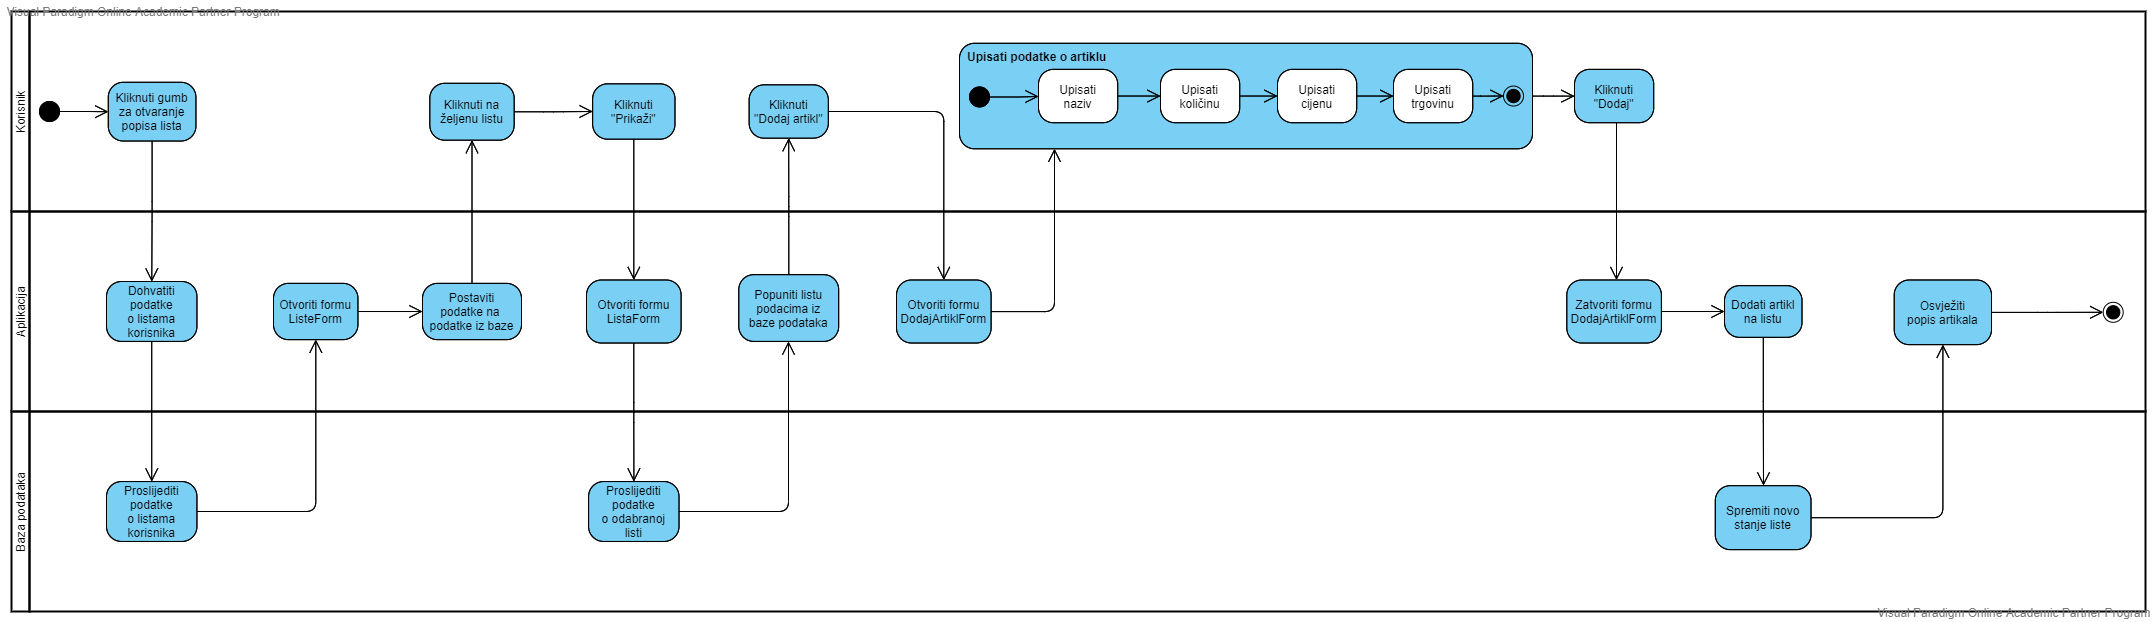 Visual Paradigm Online Academic Partner Program
Korisnik
Kliknuti gumb
za otvaranje
popisa lista
Kliknuti na
željenu listu
Kliknuti
"Prikaži"
Kliknuti
"Dodaj artikl"
Upisati podatke o artiklu
Upisati
naziv
Upisati
količinu
Upisati
cijenu
Upisati
trgovinu
Kliknuti
"Dodaj"
Aplikacija
Dohvatiti
podatke
o listama
korisnika
Otvoriti formu
ListeForm
Postaviti
podatke na
podatke iz baze
Otvoriti formu
ListaForm
Popuniti listu
podacima iz
baze podataka
Otvoriti formu
DodajArtiklForm
Zatvoriti formu
DodajArtiklForm
Dodati artikl
na listu
Osvježiti
popis artikala
Baza podataka
Proslijediti
podatke
o listama
korisnika
Proslijediti
podatke
o odabranoj
listi
Spremiti novo
stanje liste
Visual Paradigm Online Academic Partner Program